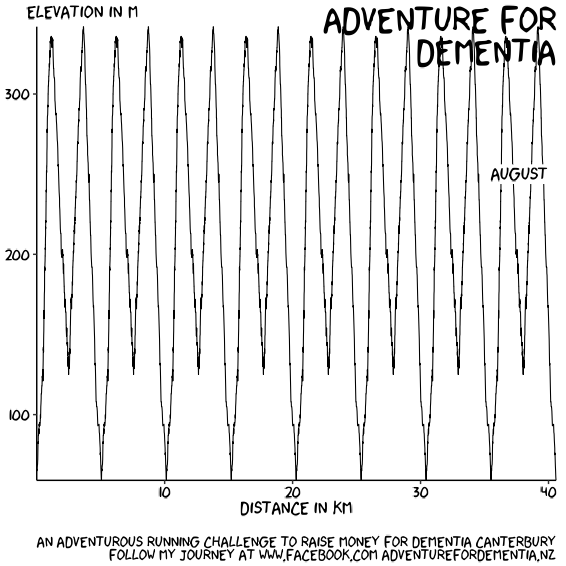 ELEVATION IN M
ADVENTURE FOR
DEMENTIA
300
AUGUST
200
100
10 20 30 40
DISTANCE IN KM
AN ADVENTUROUS RUNNING CHALLENGE TO RAISE MONEY FOR DEMENTIA CANTERBURY
FOLLOW MY JOURNEY AT WWW.FACEBOOK.COM ADVENTUREFORDEMENTIA.NZ